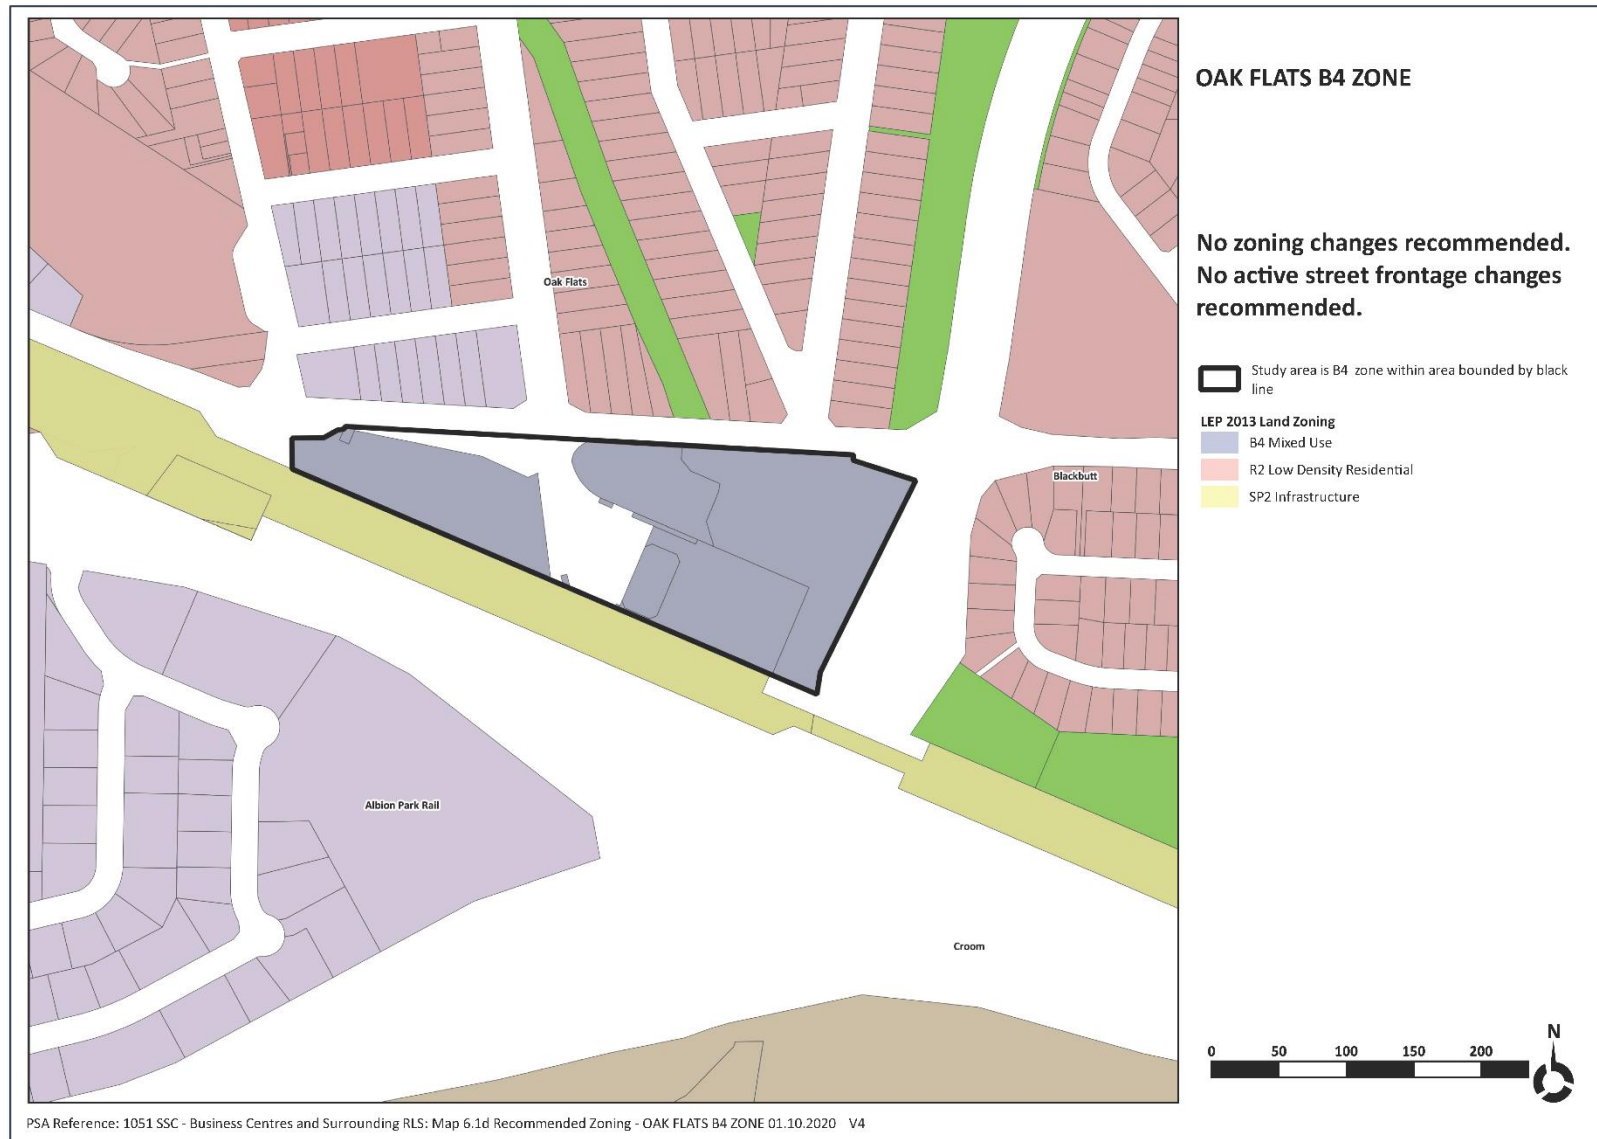 OAK FLATS B4 ZONE
No zoning changes recommended.
No active street frontage changes
recommended.
Study area is B4 zone within area bounded by black
line
LEP 2013 Land Zoning
B4 Mixed Use
R2 Low Density Residential
SP2 Infrastructure
Oak Flats
Blackbutt
Albion Park Rail
Croom
N
0 50 100 150 200
PSA Reference: 1051 SSC - Business Centres and Surrounding RLS: Map 6.1d Recommended Zoning - OAK FLATS B4 ZONE 01.10.2020 V4